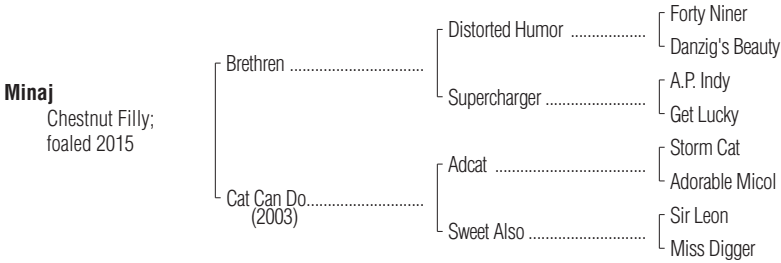 Minaj
Chestnut Filly;
foaled 2015
Brethren ................................
Cat Can Do............................
(2003)
Distorted Humor ..................
Supercharger ........................
Adcat ....................................
Sweet Also ............................
Forty Niner
Danzig's Beauty
A.P. Indy
Get Lucky
Storm Cat
Adorable Micol
Sir Leon
Miss Digger